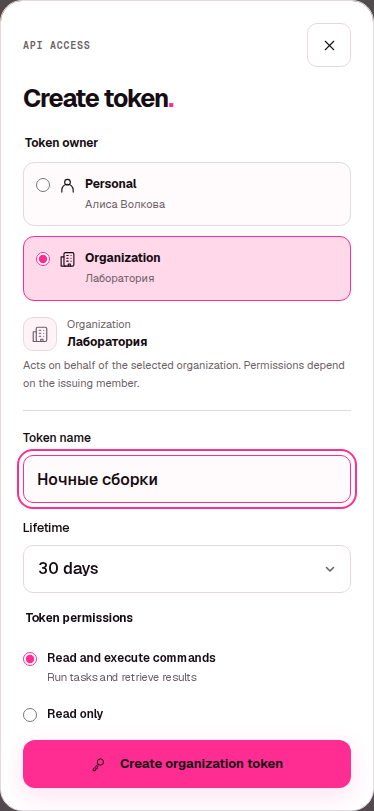 API ACCESS
Create token.
Token owner
Personal
Алиса Волкова
Organization
Лаборатория
Organization
Лаборатория
Acts on behalf of the selected organization. Permissions depend
on the issuing member.
Token name
Ночные сборки
Lifetime
30 days
Token permissions
Read and execute commands
Run tasks and retrieve results
Read only
Create organization token